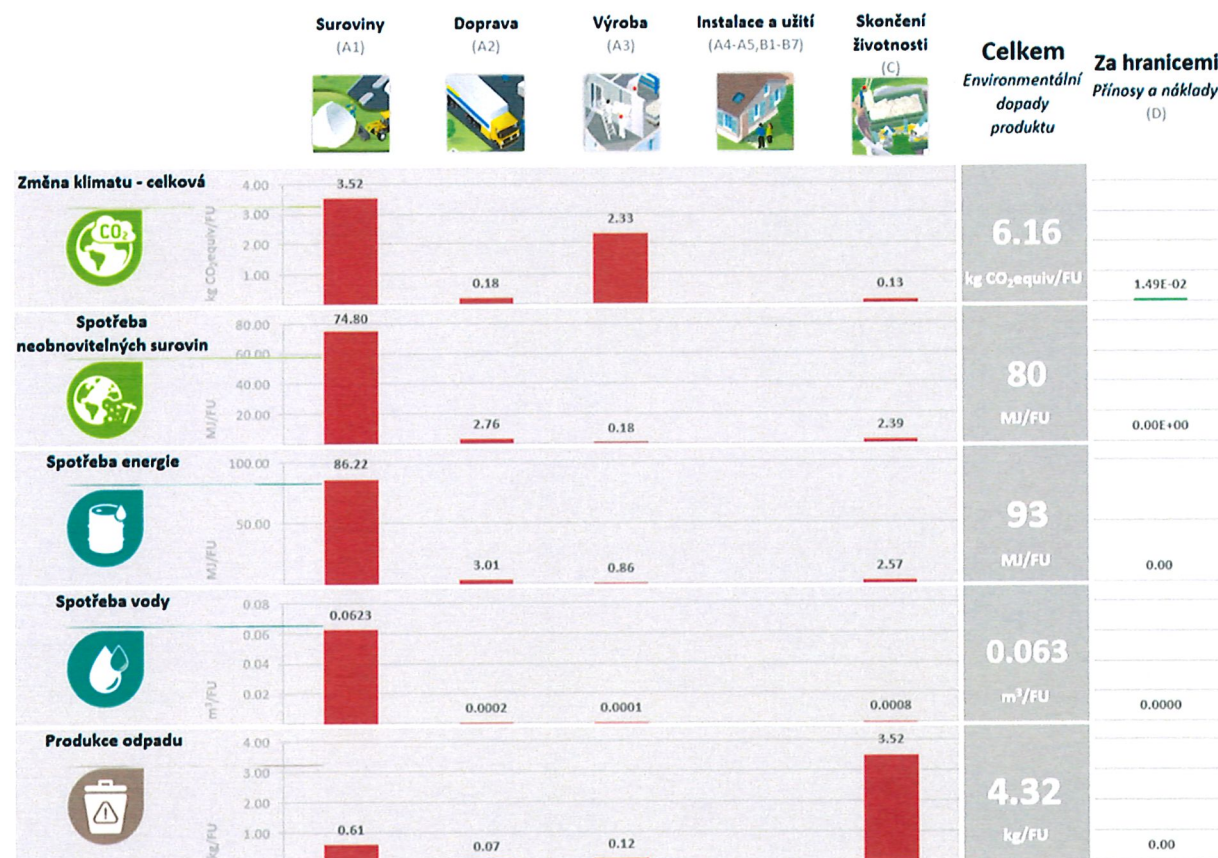 Suroviny
(A1)
Doprava
(A2)
Výroba
(A3)
Instalace a užití
(A4-A5,B1-B7)
Skončení
životnosti
(C)
Celkem
Environmentální
dopady
produktu
Za hranicemi
Přínosy a náklady
(D)
Změna klimatu - celková
CO₂
kg CO₂equiv/FU
4.00
3.00
2.00
1.00
3.52
0.18
2.33
0.13
6.16
kg CO₂equiv/FU
1.49E-02
Spotřeba
neobnovitelných surovin
MJ/FU
80.00
60.00
40.00
20.00
74.80
2.76
0.18
2.39
80
MJ/FU
0.00E+00
Spotřeba energie
MJ/FU
100.00
50.00
86.22
3.01
0.86
2.57
93
MJ/FU
0.00
Spotřeba vody
m³/FU
0.08
0.06
0.04
0.02
0.0623
0.0002
0.0001
0.0008
0.063
m³/FU
0.0000
Produkce odpadu
kg/FU
4.00
3.00
2.00
1.00
0.61
0.07
0.12
3.52
4.32
kg/FU
0.00